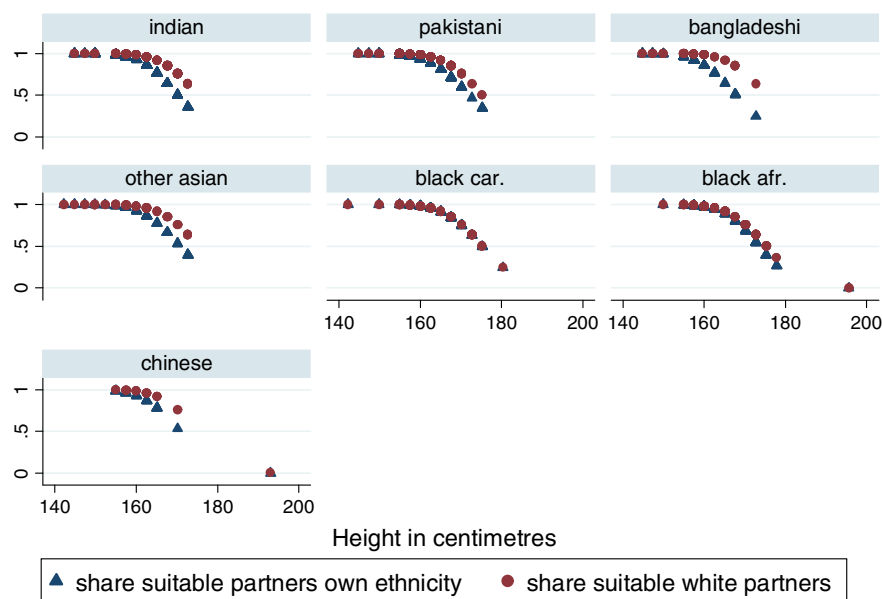 indian pakistani bangladeshi
1
.5
0
other asian black car. black afr.
1
.5
0
140 160 180 200 140 160 180 200
chinese
1
.5
0
140 160 180 200
Height in centimetres
share suitable partners own ethnicity share suitable white partners